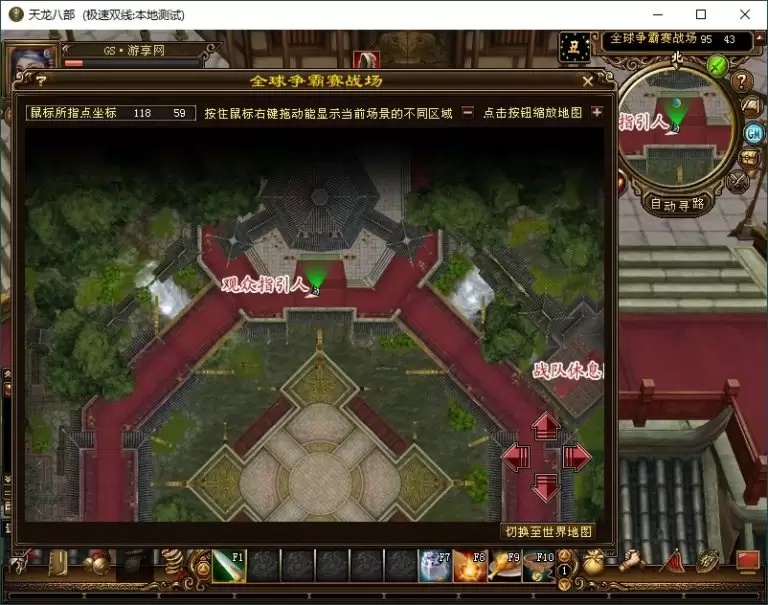 天龙八部 (极速双线:本地测试)
GS·游享网
丑
全球争霸赛战场 95 43
北
?
全球争霸赛战场
?
鼠标所指点坐标 118 59
按住鼠标右键拖动能显示当前场景的不同区域
点击按钮缩放地图
指引人
GM
自动寻路
观众指引人
战队休息
切换至世界地图
F1
F7
F8
F9
F10
1